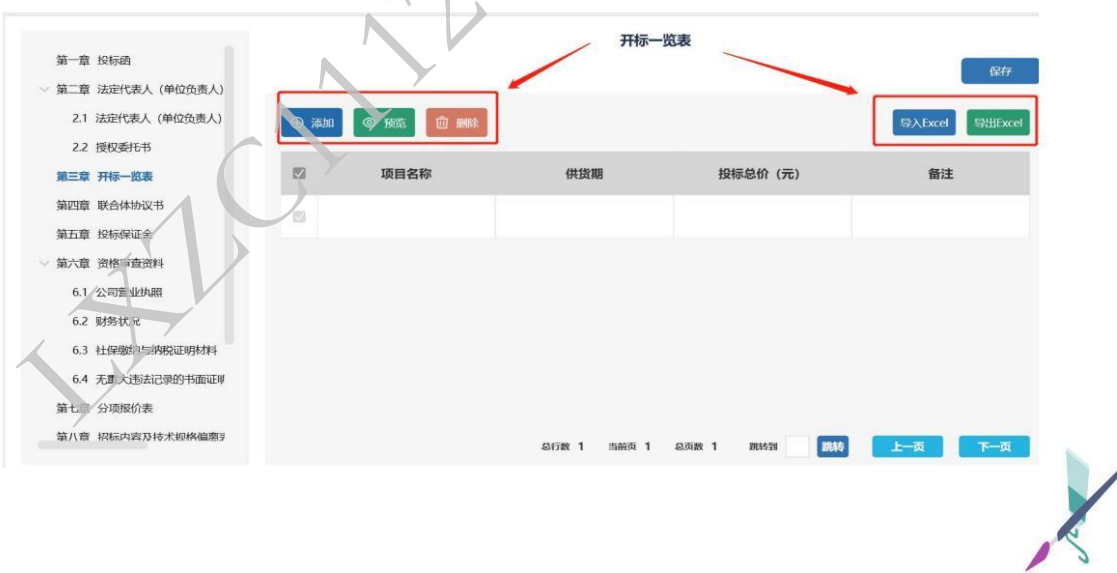 开标一览表
保存
第一章 投标函
第二章 法定代表人（单位负责人）
2.1 法定代表人（单位负责人）
2.2 授权委托书
第三章 开标一览表
第四章 联合体协议书
第五章 投标保证金
第六章 资格审查资料
6.1 公司营业执照
6.2 财务状况
6.3 社保缴纳与纳税证明材料
6.4 无重大违法记录的书面证明
第七章 分项报价表
第八章 招标内容及技术规格偏离
添加 预览 删除 导入Excel 导出Excel
项目名称 供货期 投标总价（元） 备注
总行数 1 当前页 1 总页数 1 跳转到 跳转 上一页 下一页
LXZC112